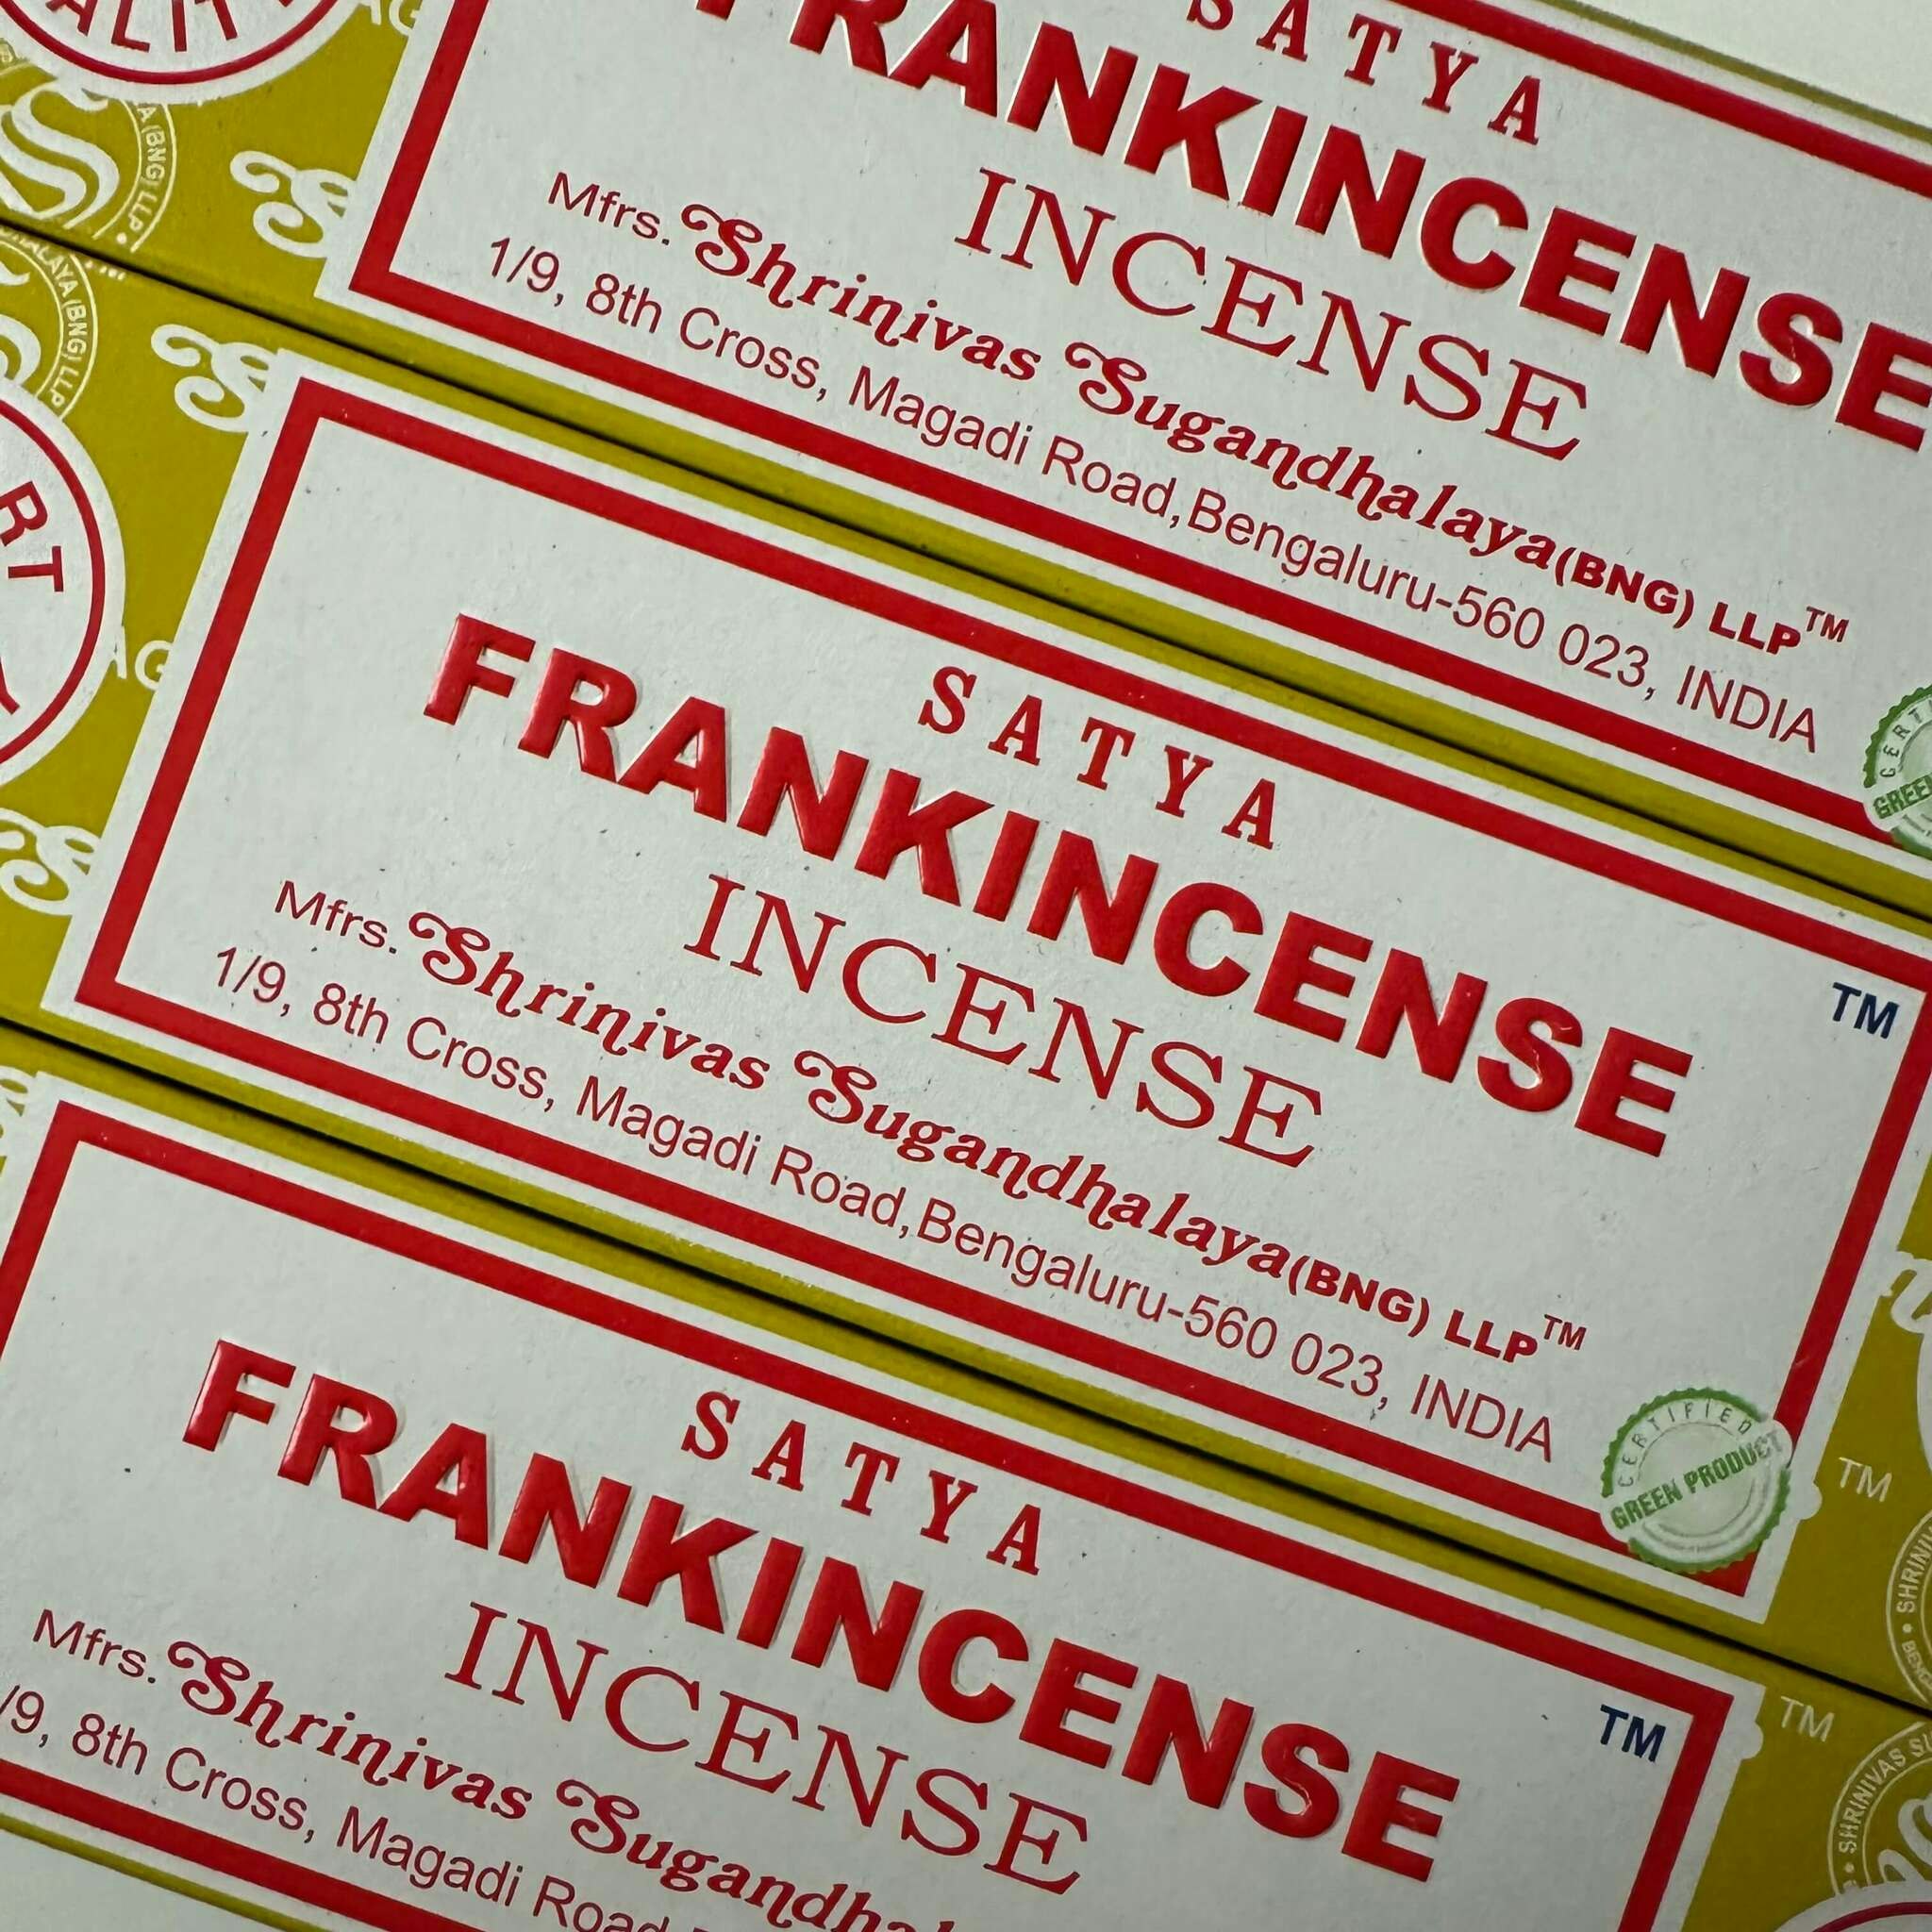 SATYA
FRANKINCENSE
INCENSE
Mfrs. Shrinivas Sugandhalaya (BNG) LLP™
1/9, 8th Cross, Magadi Road, Bengaluru-560 023, INDIA
SATYA
FRANKINCENSE
™
INCENSE
Mfrs. Shrinivas Sugandhalaya (BNG) LLP™
1/9, 8th Cross, Magadi Road, Bengaluru-560 023, INDIA
CERTIFIED
GREEN PRODUCT
™
SATYA
FRANKINCENSE
™
INCENSE
Mfrs. Shrinivas
8th Cross, Magadi Road
™